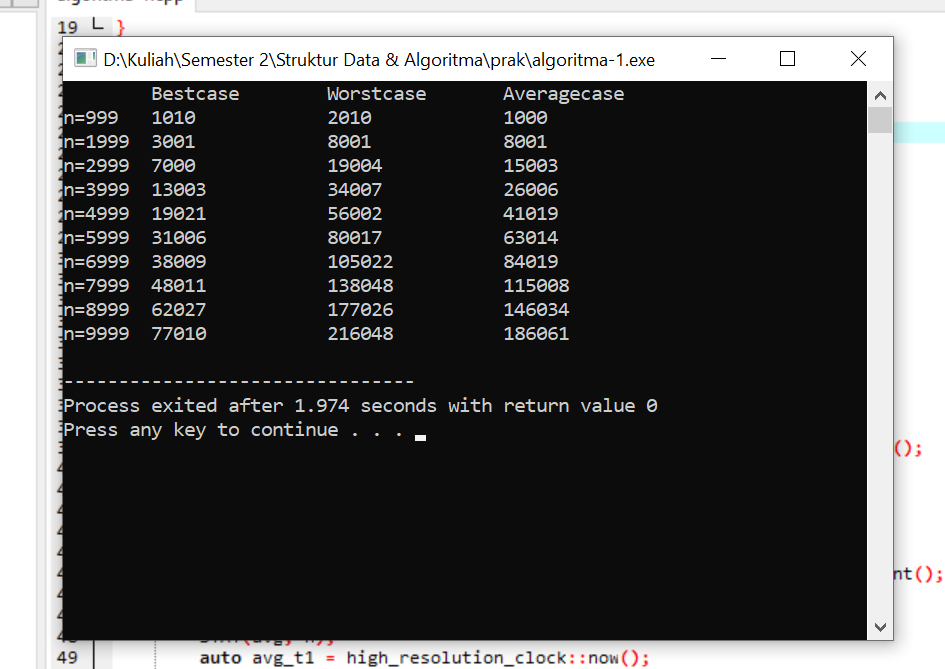 19 }
D:\Kuliah\Semester 2\Struktur Data & Algoritma\prak\algoritma-1.exe
Bestcase Worstcase Averagecase
n=999 1010 2010 1000
n=1999 3001 8001 8001
n=2999 7000 19004 15003
n=3999 13003 34007 26006
n=4999 19021 56002 41019
n=5999 31006 80017 63014
n=6999 38009 105022 84019
n=7999 48011 138048 115008
n=8999 62027 177026 146034
n=9999 77010 216048 186061
--------------------------------
Process exited after 1.974 seconds with return value 0
Press any key to continue . . .
();
nt();
49 auto avg_t1 = high_resolution_clock::now();